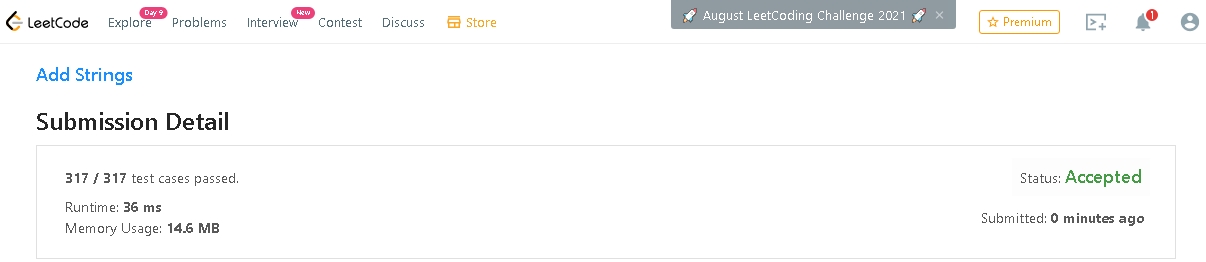 LeetCode Explore Day 9 Problems Interview New Contest Discuss Store 🚀 August LeetCoding Challenge 2021 🚀 × Premium 1
Add Strings
Submission Detail
317 / 317 test cases passed. Status: Accepted
Runtime: 36 ms
Submitted: 0 minutes ago
Memory Usage: 14.6 MB